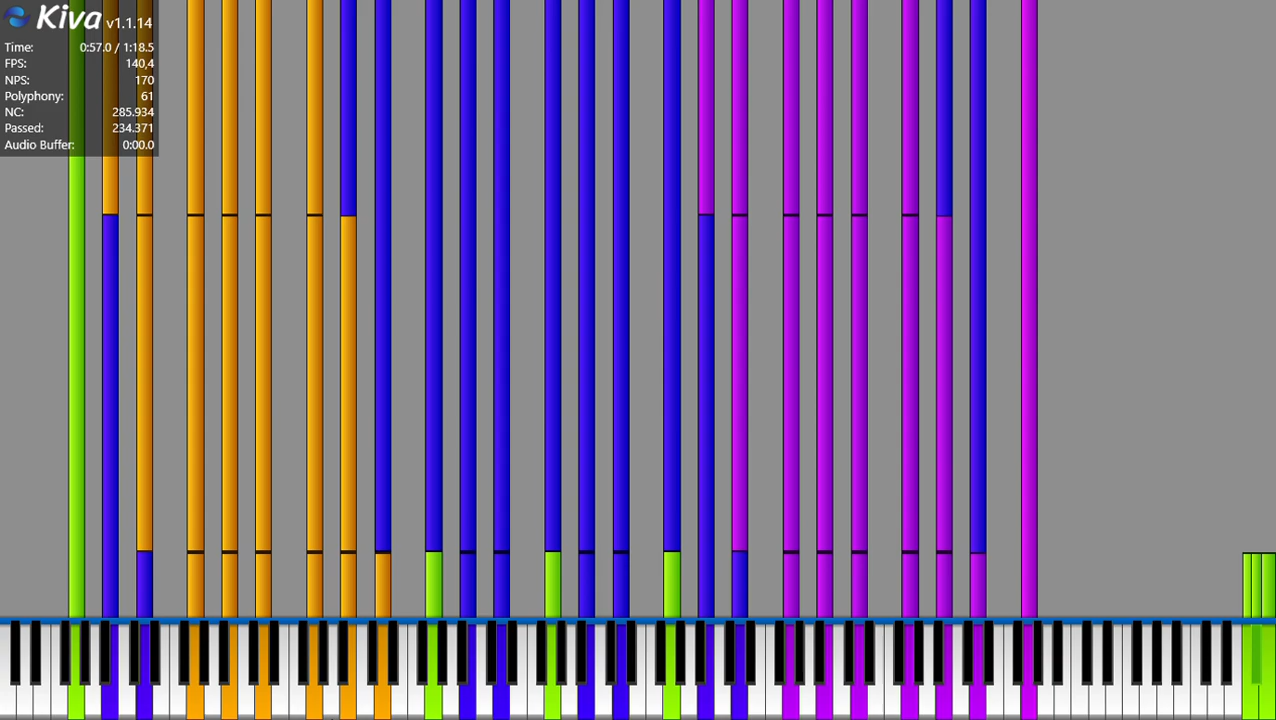 Kiva v1.1.14
Time: 0:57.0 / 1:18.5
FPS: 140,4
NPS: 170
Polyphony: 61
NC: 285.934
Passed: 234.371
Audio Buffer: 0:00.0